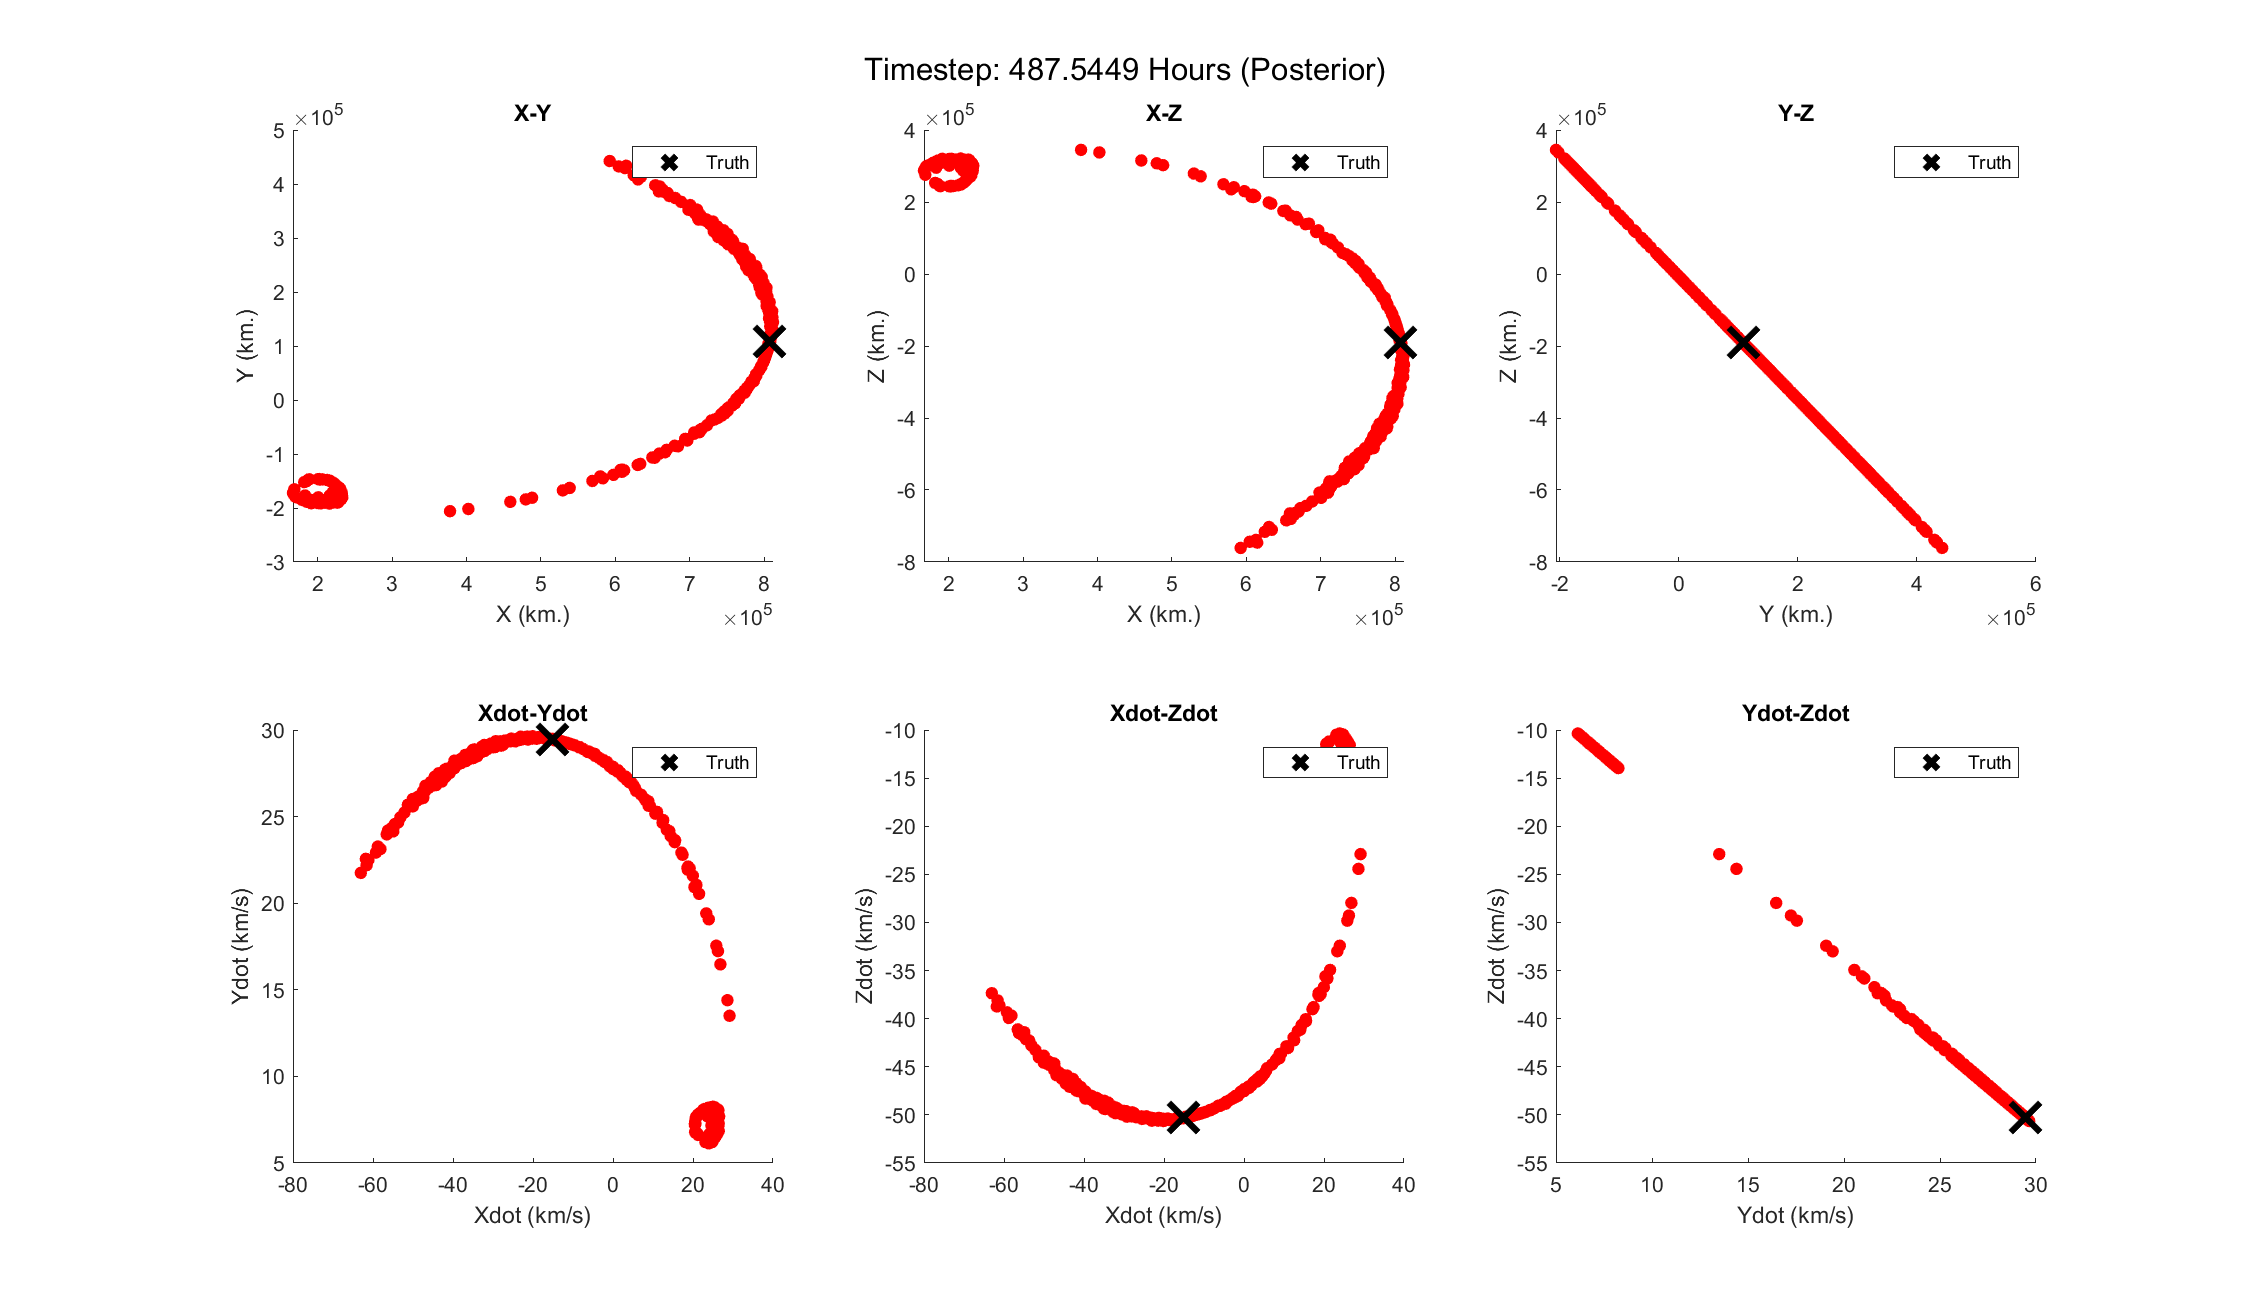 Timestep: 487.5449 Hours (Posterior)
X-Y
×10^5
5
4
3
2
1
0
-1
-2
-3
Y (km.)
2 3 4 5 6 7 8
X (km.)
×10^5
Truth
X-Z
×10^5
4
2
0
-2
-4
-6
-8
Z (km.)
2 3 4 5 6 7 8
X (km.)
×10^5
Truth
Y-Z
×10^5
4
2
0
-2
-4
-6
-8
Z (km.)
-2 0 2 4 6
Y (km.)
×10^5
Truth
Xdot-Ydot
30
25
20
15
10
5
Ydot (km/s)
-80 -60 -40 -20 0 20 40
Xdot (km/s)
Truth
Xdot-Zdot
-10
-15
-20
-25
-30
-35
-40
-45
-50
-55
Zdot (km/s)
-80 -60 -40 -20 0 20 40
Xdot (km/s)
Truth
Ydot-Zdot
-10
-15
-20
-25
-30
-35
-40
-45
-50
-55
Zdot (km/s)
5 10 15 20 25 30
Ydot (km/s)
Truth